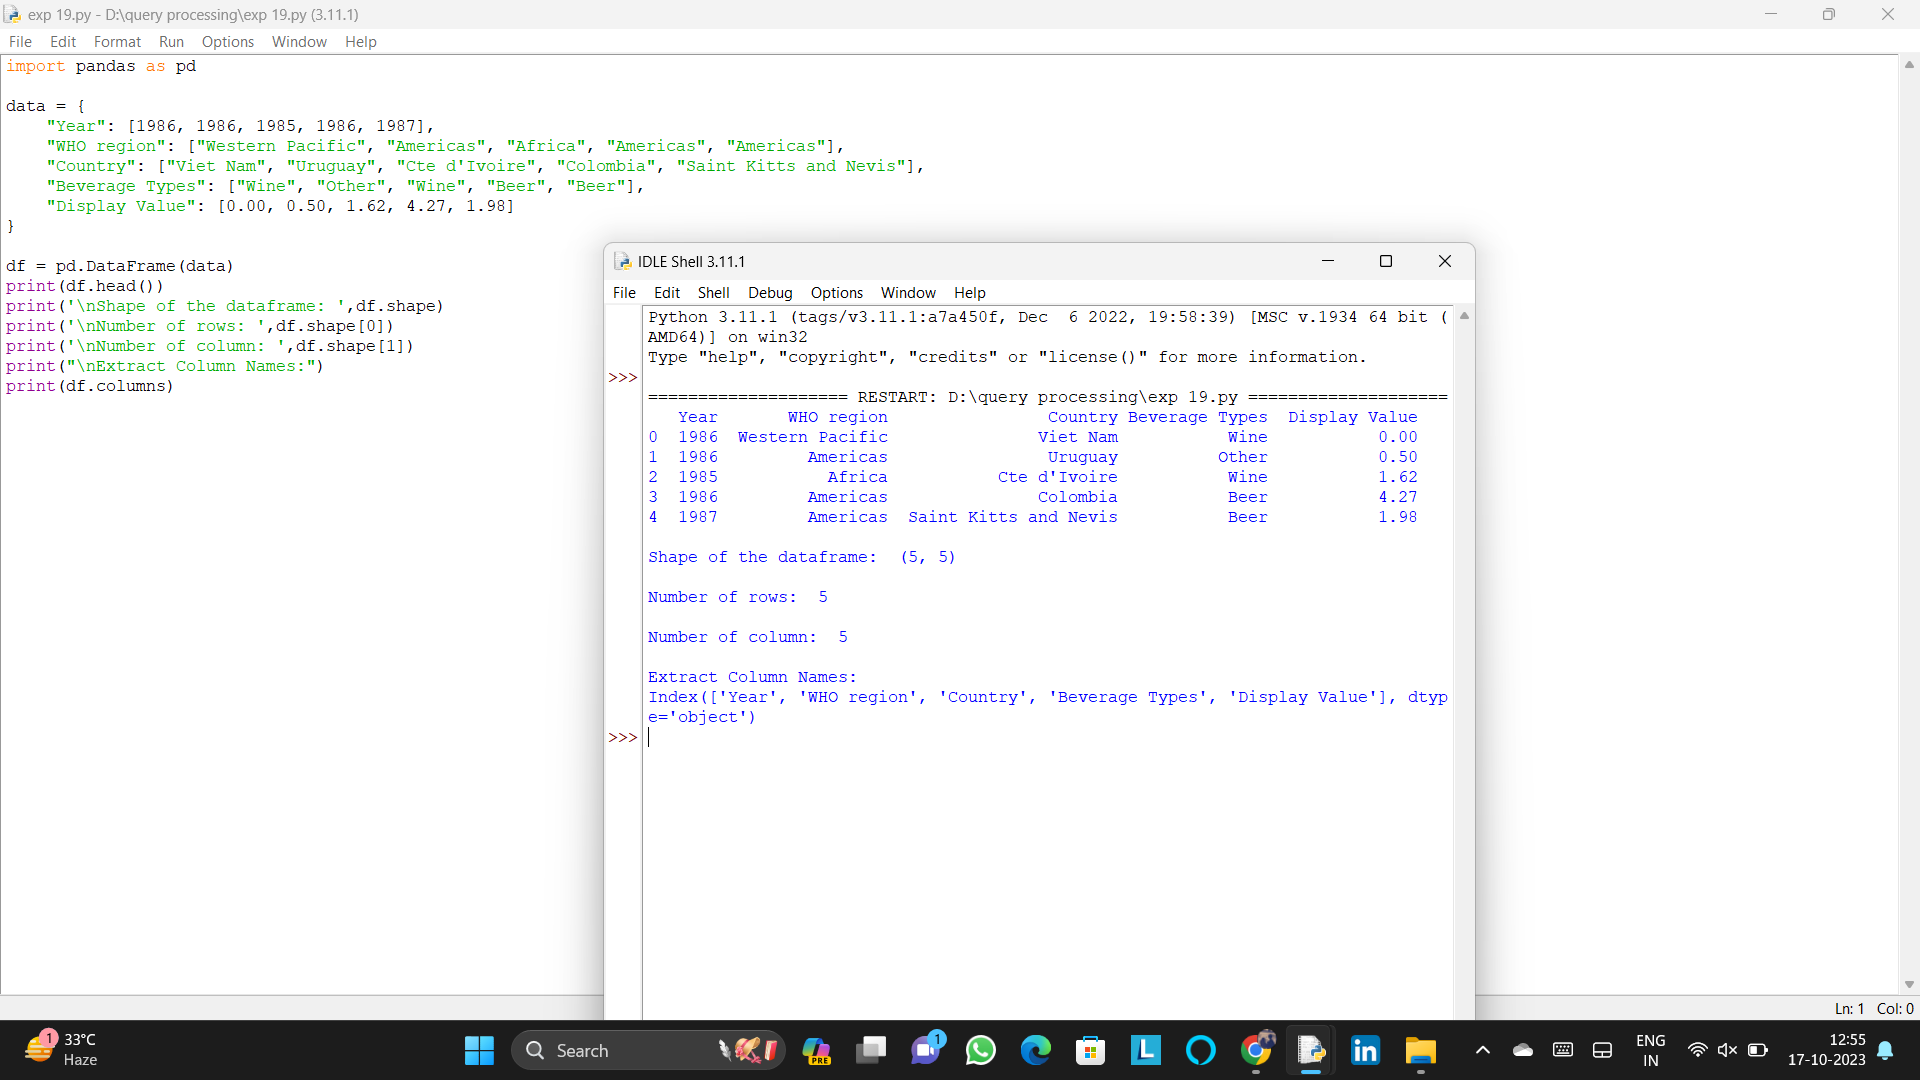 exp 19.py - D:\query processing\exp 19.py (3.11.1)
File Edit Format Run Options Window Help
import pandas as pd
data = {
    "Year": [1986, 1986, 1985, 1986, 1987],
    "WHO region": ["Western Pacific", "Americas", "Africa", "Americas", "Americas"],
    "Country": ["Viet Nam", "Uruguay", "Cte d'Ivoire", "Colombia", "Saint Kitts and Nevis"],
    "Beverage Types": ["Wine", "Other", "Wine", "Beer", "Beer"],
    "Display Value": [0.00, 0.50, 1.62, 4.27, 1.98]
}
df = pd.DataFrame(data)
print(df.head())
print('\nShape of the dataframe: ',df.shape)
print('\nNumber of rows: ',df.shape[0])
print('\nNumber of column: ',df.shape[1])
print("\nExtract Column Names:")
print(df.columns)
IDLE Shell 3.11.1
File Edit Shell Debug Options Window Help
Python 3.11.1 (tags/v3.11.1:a7a450f, Dec  6 2022, 19:58:39) [MSC v.1934 64 bit (
AMD64)] on win32
Type "help", "copyright", "credits" or "license()" for more information.
>>>
==================== RESTART: D:\query processing\exp 19.py ====================
   Year       WHO region                Country Beverage Types  Display Value
0  1986  Western Pacific               Viet Nam           Wine           0.00
1  1986         Americas                Uruguay          Other           0.50
2  1985           Africa           Cte d'Ivoire           Wine           1.62
3  1986         Americas               Colombia           Beer           4.27
4  1987         Americas  Saint Kitts and Nevis           Beer           1.98
Shape of the dataframe:  (5, 5)
Number of rows:  5
Number of column:  5
Extract Column Names:
Index(['Year', 'WHO region', 'Country', 'Beverage Types', 'Display Value'], dtyp
e='object')
>>>
Ln: 1 Col: 0
1
33°C
Haze
Search
PRE
1
L
in
ENG
IN
12:55
17-10-2023